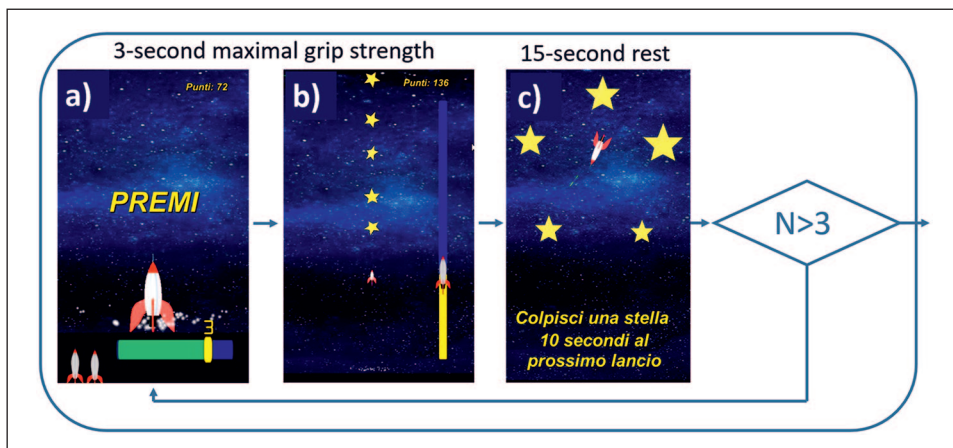 3-second maximal grip strength
15-second rest
a)
Punti: 72
PREMI
b)
Punti: 136
c)
Colpisci una stella
10 secondi al
prossimo lancio
N>3